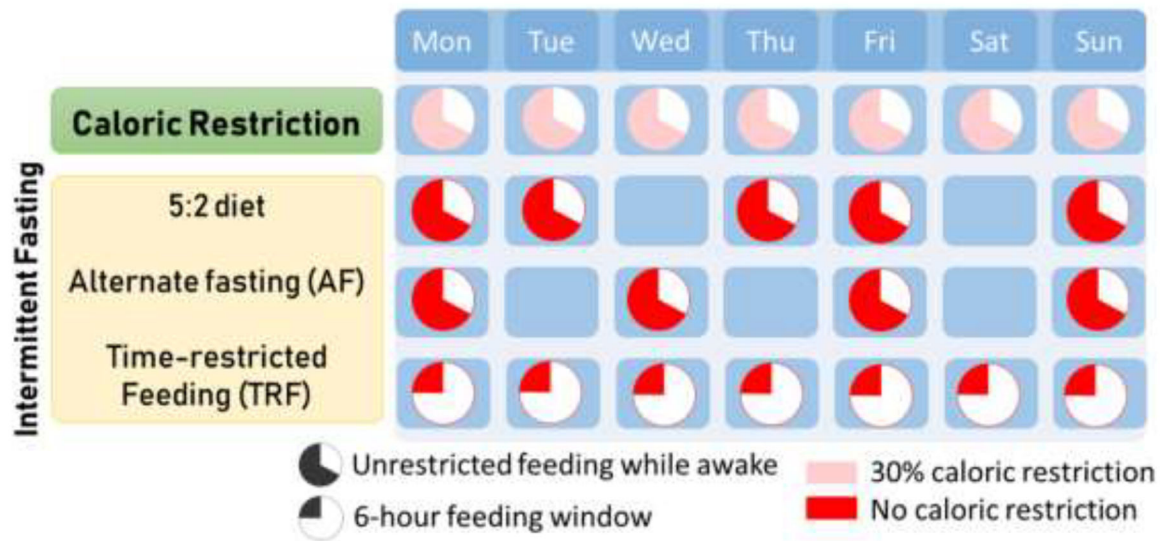 Mon Tue Wed Thu Fri Sat Sun
Caloric Restriction
Intermittent Fasting
5:2 diet
Alternate fasting (AF)
Time-restricted
Feeding (TRF)
Unrestricted feeding while awake
30% caloric restriction
6-hour feeding window
No caloric restriction